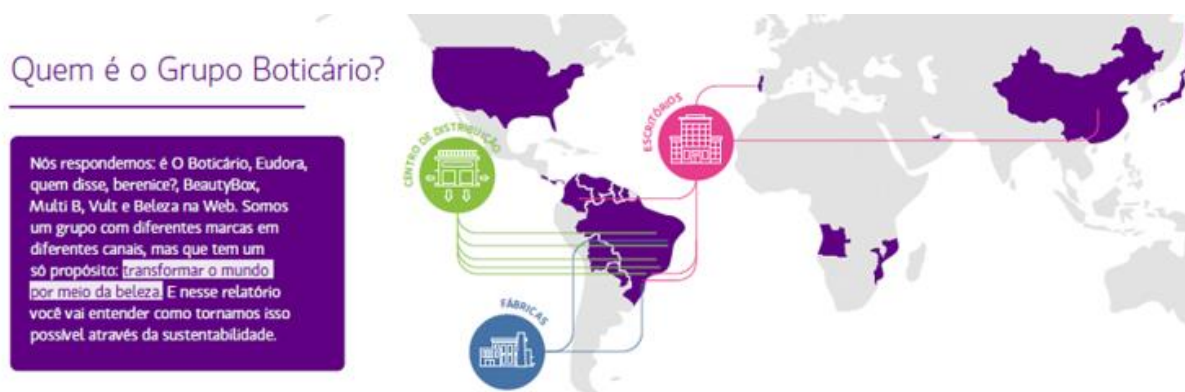 Quem é o Grupo Boticário?
Nós respondemos: é O Boticário, Eudora,
quem disse, berenice?, BeautyBox,
Multi B, Vult e Beleza na Web. Somos
um grupo com diferentes marcas em
diferentes canais, mas que tem um
só propósito: transformar o mundo
por meio da beleza. E nesse relatório
você vai entender como tornamos isso
possível através da sustentabilidade.
CENTRO DE DISTRIBUIÇÃO
ESCRITÓRIOS
FÁBRICAS